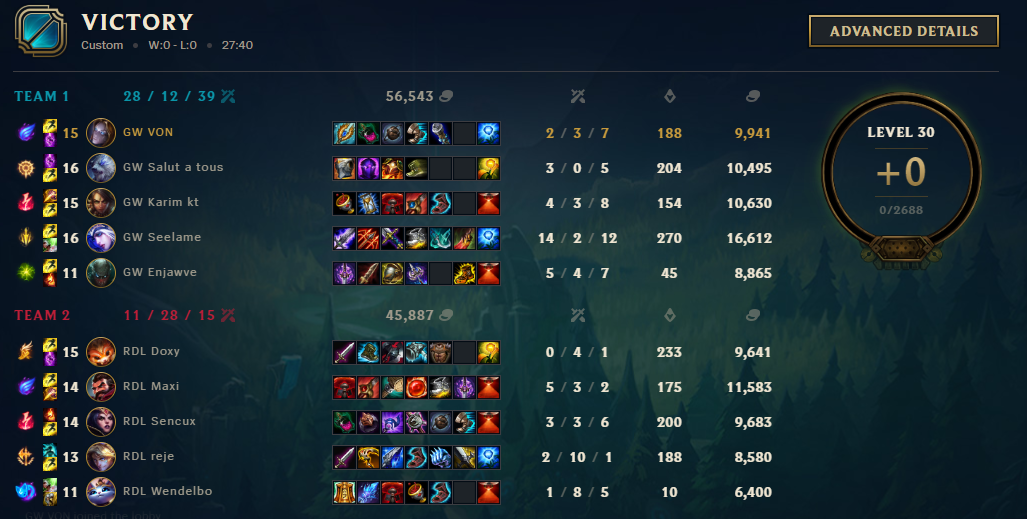 VICTORY
Custom • W:0 - L:0 • 27:40
ADVANCED DETAILS
TEAM 1 28 / 12 / 39 56,543
15 GW VON 2 / 3 / 7 188 9,941
16 GW Salut a tous 3 / 0 / 5 204 10,495
15 GW Karim kt 4 / 3 / 8 154 10,630
16 GW Seelame 14 / 2 / 12 270 16,612
11 GW Enjawve 5 / 4 / 7 45 8,865
LEVEL 30
+0
0/2688
TEAM 2 11 / 28 / 15 45,887
15 RDL Doxy 0 / 4 / 1 233 9,641
14 RDL Maxi 5 / 3 / 2 175 11,583
14 RDL Sencux 3 / 3 / 6 200 9,683
13 RDL reje 2 / 10 / 1 188 8,580
11 RDL Wendelbo 1 / 8 / 5 10 6,400
GW VON joined the lobby